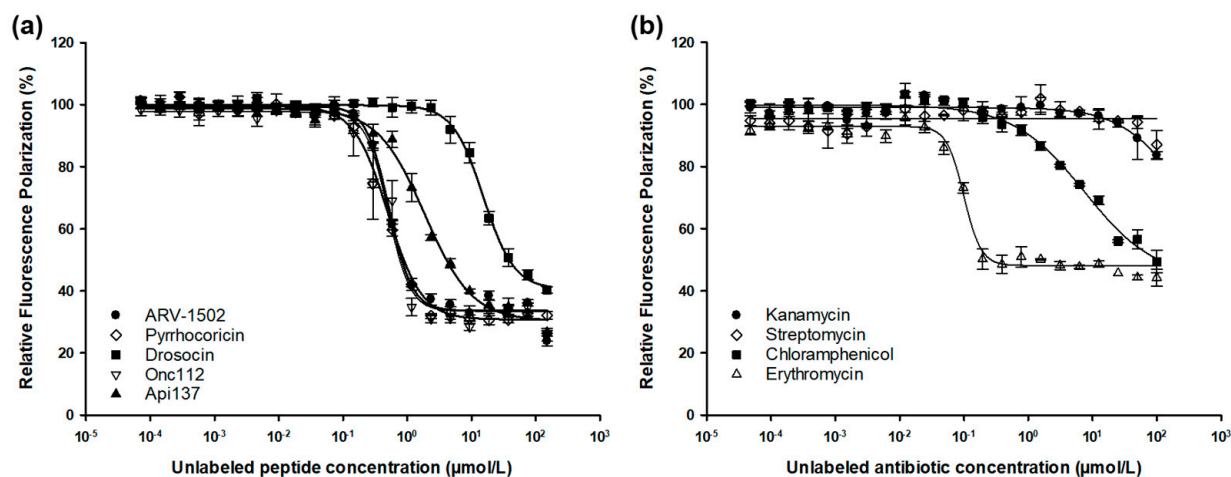 (a)
Relative Fluorescence Polarization (%)
120
100
80
60
40
20
0
ARV-1502
Pyrrhocoricin
Drosocin
Onc112
Api137
10-5 10-4 10-3 10-2 10-1 100 101 102 103
Unlabeled peptide concentration (µmol/L)
(b)
Relative Fluorescence Polarization (%)
120
100
80
60
40
20
0
Kanamycin
Streptomycin
Chloramphenicol
Erythromycin
10-5 10-4 10-3 10-2 10-1 100 101 102 103
Unlabeled antibiotic concentration (µmol/L)